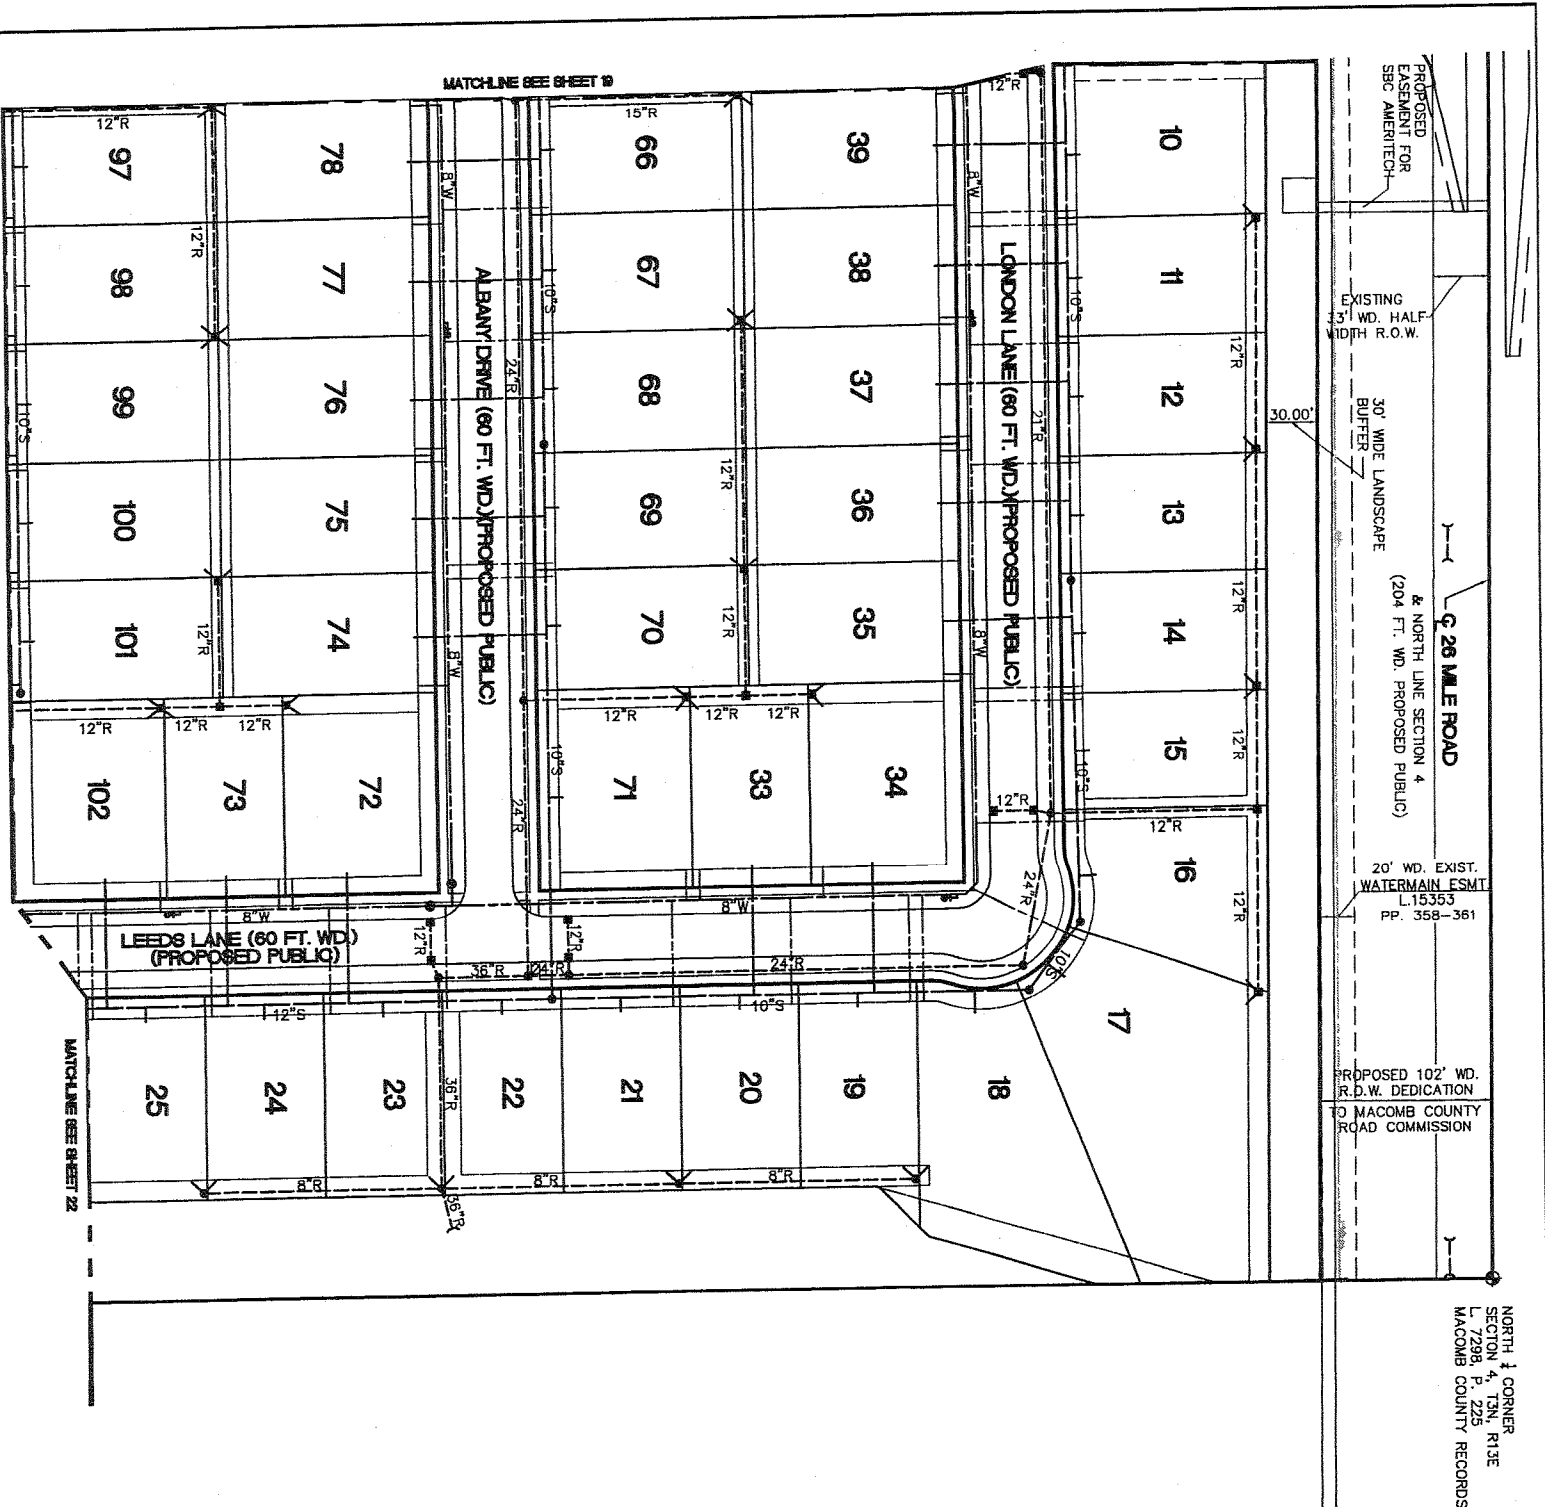 MATCHLINE SEE SHEET 19
PROPOSED
EASEMENT FOR
SBC AMERITECH
EXISTING
33' WD. HALF
WIDTH R.O.W.
30' WIDE LANDSCAPE
BUFFER
30.00'
℄ 26 MILE ROAD
& NORTH LINE SECTION 4
(204 FT. WD. PROPOSED PUBLIC)
20' WD. EXIST.
WATERMAIN ESMT.
L.15353
PP. 358-361
PROPOSED 102' WD.
R.O.W. DEDICATION
TO MACOMB COUNTY
ROAD COMMISSION
NORTH ¼ CORNER
SECTON 4, T3N, R13E
L. 7298, P. 225
MACOMB COUNTY RECORDS
10
11
12
13
14
15
16
17
18
12"R
12"R
12"R
12"R
12"R
10"S
10"S
10"S
LONDON LANE (60 FT. WD.)(PROPOSED PUBLIC)
12"R
21"R
12"R
24"R
8"W
8"W
39
38
37
36
35
34
33
66
67
68
69
70
71
15"R
12"R
12"R
12"R
12"R
12"R
ALBANY DRIVE (60 FT. WD.)(PROPOSED PUBLIC)
10"S
24"R
10"S
24"R
8"W
8"W
78
77
76
75
74
72
73
97
98
99
100
101
102
12"R
12"R
12"R
12"R
12"R
12"R
10"S
LEEDS LANE (60 FT. WD.)
(PROPOSED PUBLIC)
8"W
8"W
12"R
12"R
36"R
24"R
24"R
12"S
10"S
25
24
23
22
21
20
19
36"R
8"R
8"R
8"R
36"R
MATCHLINE SEE SHEET 22